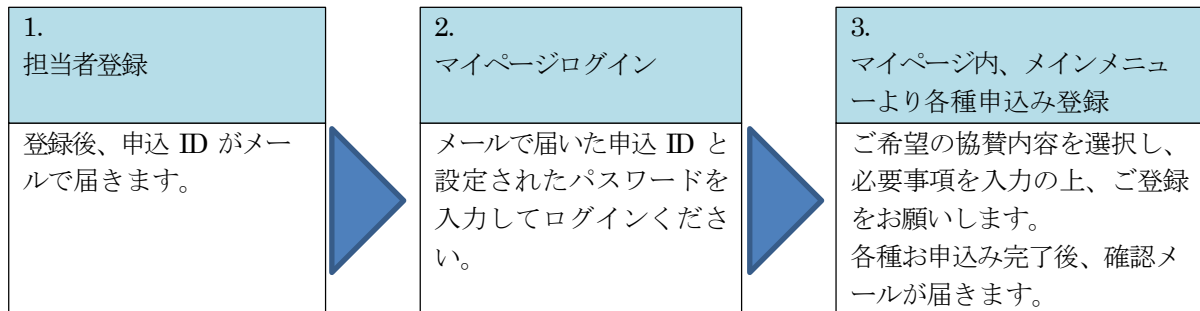 1.
担当者登録
登録後、申込 ID がメー
ルで届きます。
2.
マイページログイン
メールで届いた申込 ID と
設定されたパスワードを
入力してログインくださ
い。
3.
マイページ内、メインメニュ
ーより各種申込み登録
ご希望の協賛内容を選択し、
必要事項を入力の上、ご登録
をお願いします。
各種お申込み完了後、確認メ
ールが届きます。